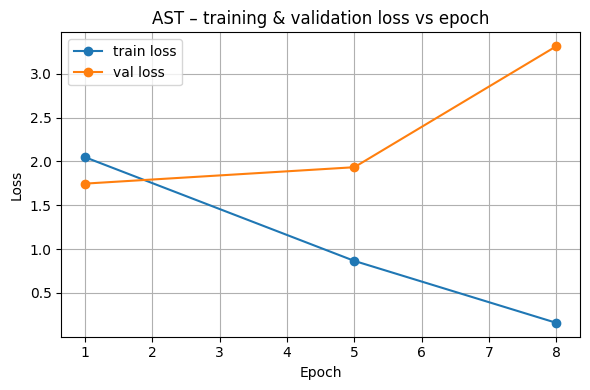 AST – training & validation loss vs epoch
train loss
val loss
3.0
2.5
2.0
1.5
1.0
0.5
Loss
1 2 3 4 5 6 7 8
Epoch